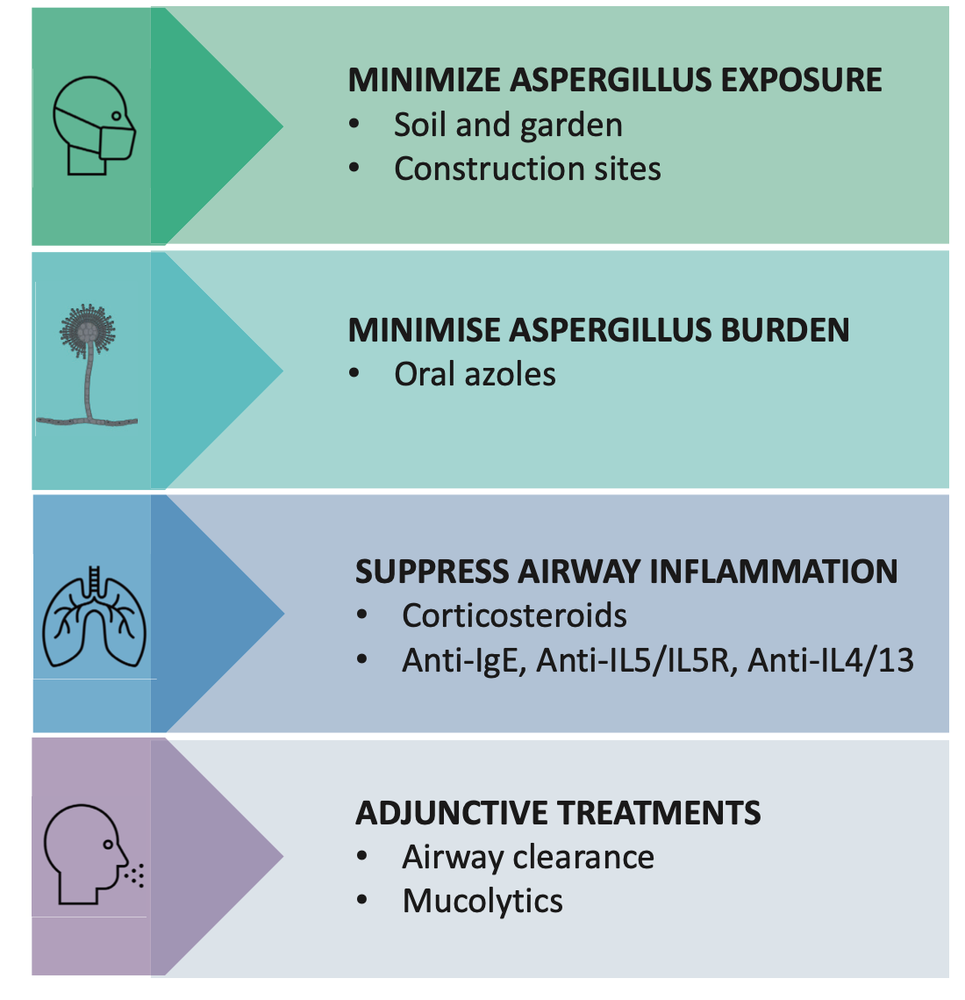 MINIMIZE ASPERGILLUS EXPOSURE
• Soil and garden
• Construction sites
MINIMISE ASPERGILLUS BURDEN
• Oral azoles
SUPPRESS AIRWAY INFLAMMATION
• Corticosteroids
• Anti-IgE, Anti-IL5/IL5R, Anti-IL4/13
ADJUNCTIVE TREATMENTS
• Airway clearance
• Mucolytics